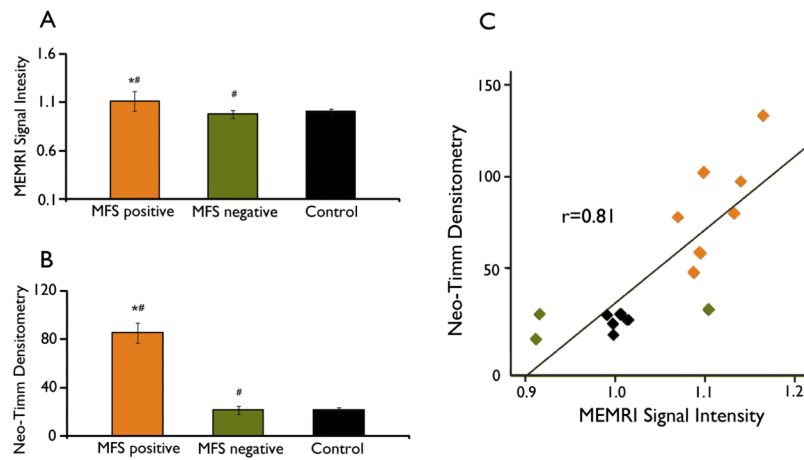 A
MEMRI Signal Intesity
1.6
1.1
0.6
0.1
*#
#
MFS positive MFS negative Control
B
Neo-Timm Densitometry
120
80
40
0
*#
#
MFS positive MFS negative Control
C
Neo-Timm Densitometry
150
100
50
0
r=0.81
0.9 1.0 1.1 1.2
MEMRI Signal Intensity